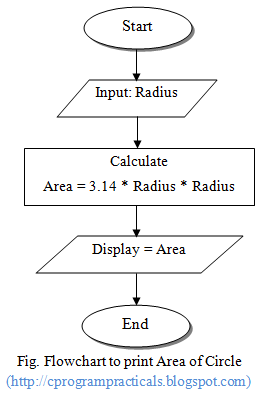 Start
Input: Radius
Calculate
Area = 3.14 * Radius * Radius
Display = Area
End
Fig. Flowchart to print Area of Circle
(http://cprogrampracticals.blogspot.com)